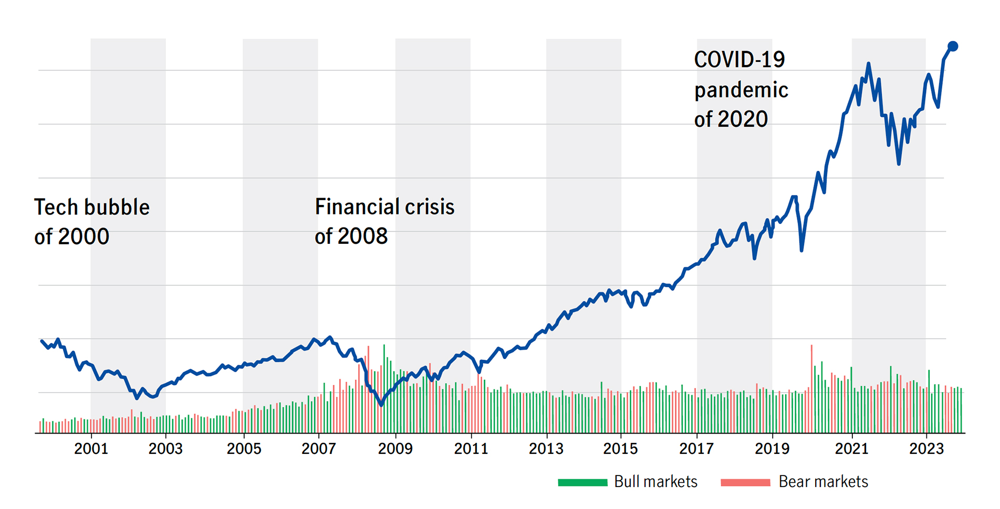 COVID-19
pandemic
of 2020
Tech bubble
of 2000
Financial crisis
of 2008
2001 2003 2005 2007 2009 2011 2013 2015 2017 2019 2021 2023
Bull markets Bear markets